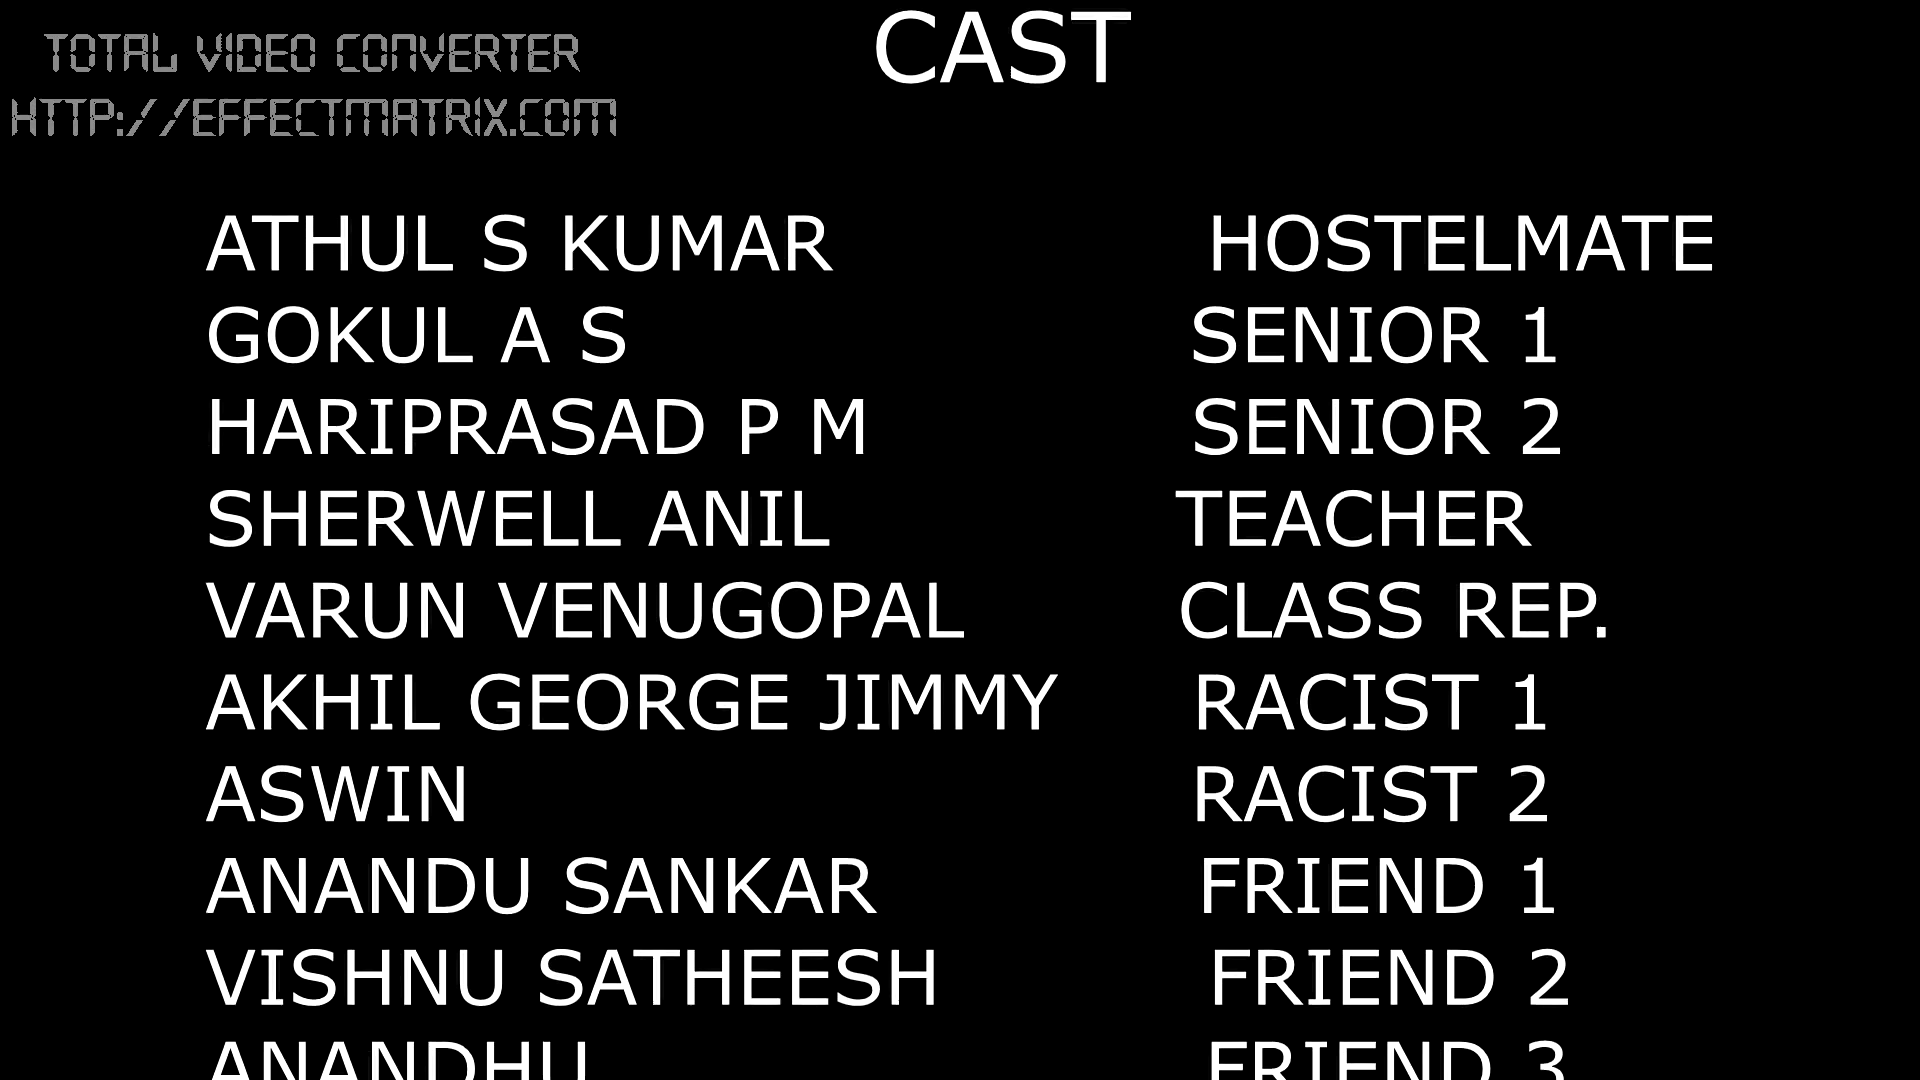 TOTAL VIDEO CONVERTER
HTTP://EFFECTMATRIX.COM
CAST
ATHUL S KUMAR HOSTELMATE
GOKUL A S SENIOR 1
HARIPRASAD P M SENIOR 2
SHERWELL ANIL TEACHER
VARUN VENUGOPAL CLASS REP.
AKHIL GEORGE JIMMY RACIST 1
ASWIN RACIST 2
ANANDU SANKAR FRIEND 1
VISHNU SATHEESH FRIEND 2
ANANDHU FRIEND 3